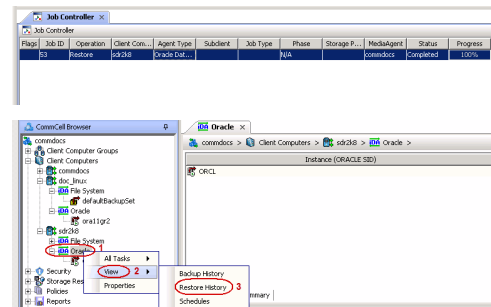 Job Controller ×
Job Controller
Flags Job ID Operation Client Com... Agent Type Subclient Job Type Phase Storage P... MediaAgent Status Progress
53 Restore sdr2k8 Oracle Dat... N/A commdocs Completed 100%
CommCell Browser
commdocs
Client Computer Groups
Client Computers
commdocs
doc_linux
File System
defaultBackupSet
Oracle
ora11gr2
sdr2k8
File System
Oracle 1
Security
Storage Res
Policies
Reports
All Tasks
View 2
Properties
Backup History
Restore History 3
Schedules
iDA Oracle ×
commdocs > Client Computers > sdr2k8 > iDA Oracle >
Instance (ORACLE SID)
ORCL
mmary